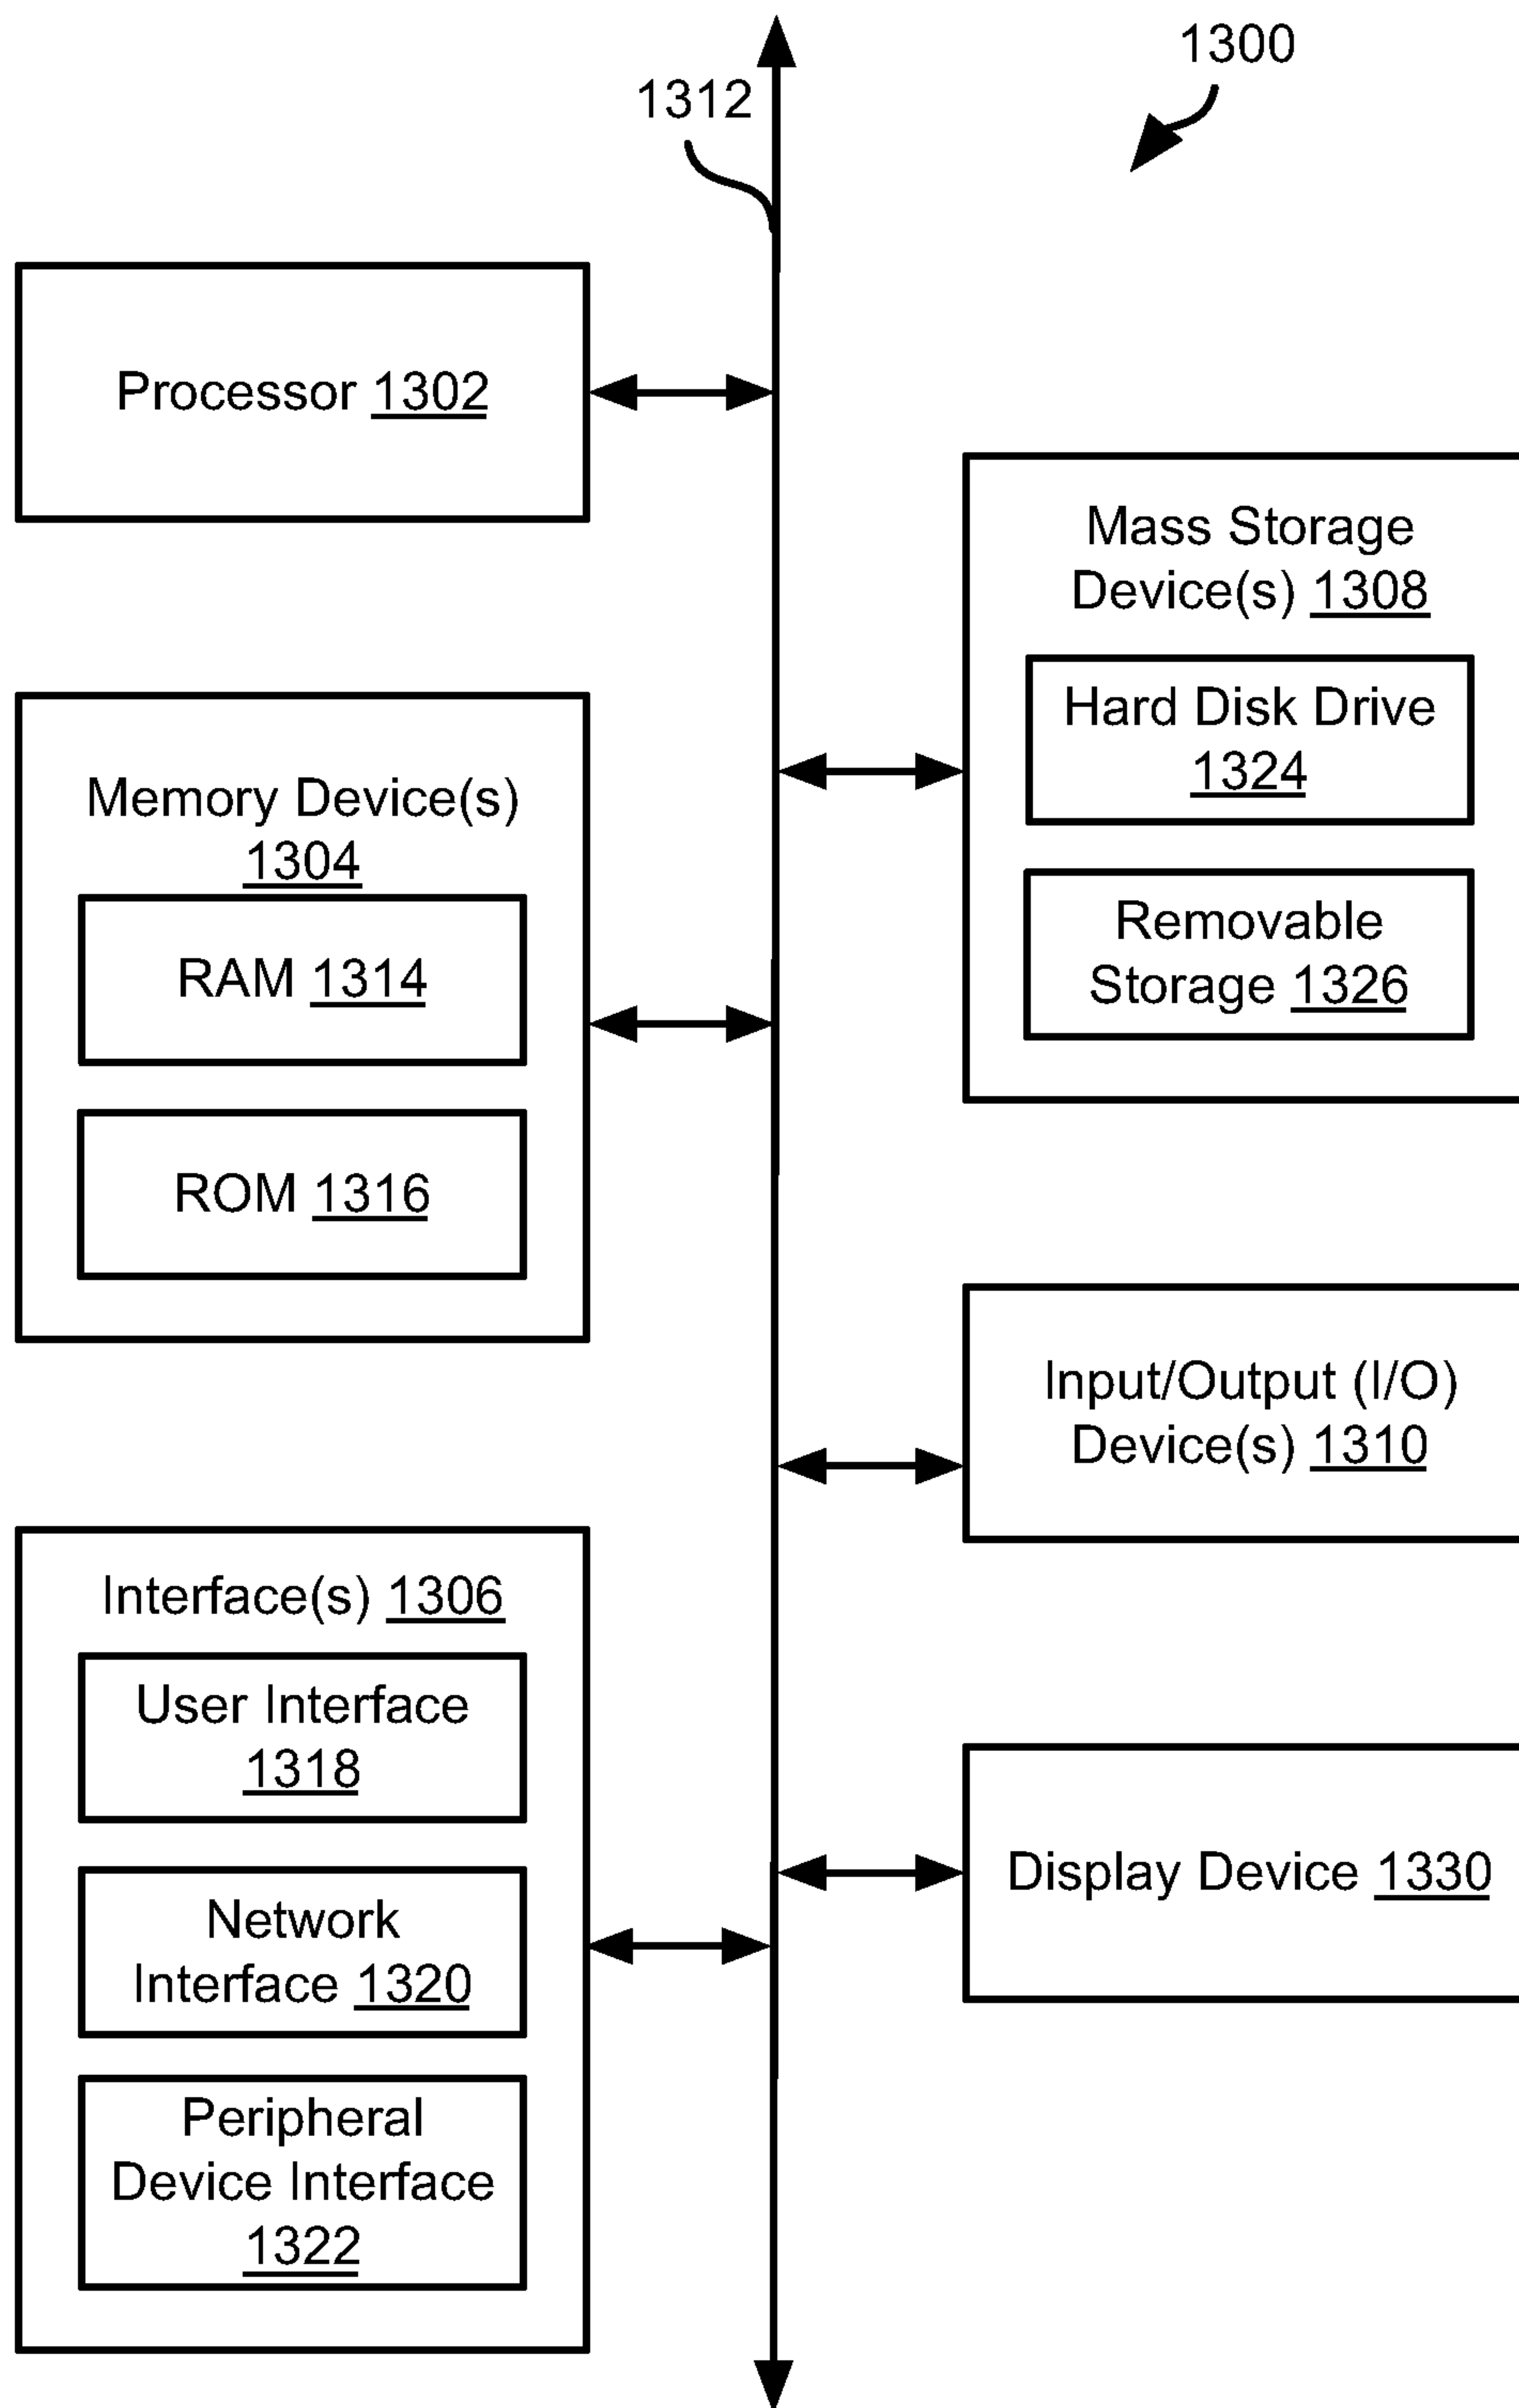 1300
1312
Processor 1302
Memory Device(s)
1304
RAM 1314
ROM 1316
Interface(s) 1306
User Interface
1318
Network
Interface 1320
Peripheral
Device Interface
1322
Mass Storage
Device(s) 1308
Hard Disk Drive
1324
Removable
Storage 1326
Input/Output (I/O)
Device(s) 1310
Display Device 1330